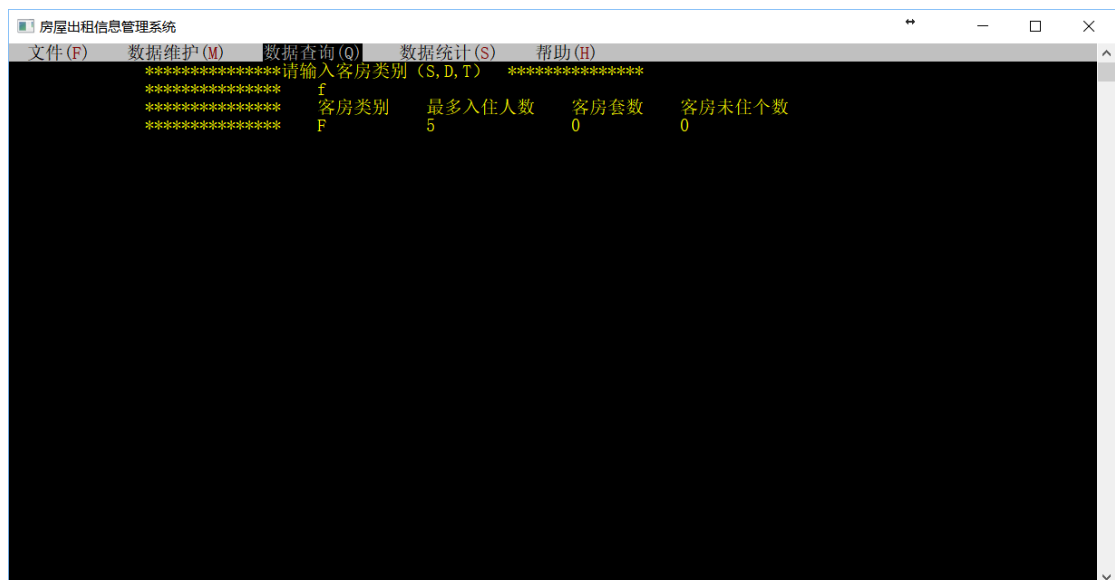 房屋出租信息管理系统
文件(F) 数据维护(M) 数据查询(Q) 数据统计(S) 帮助(H)
***************请输入客房类别（S,D,T） ***************
*************** f
*************** 客房类别 最多入住人数 客房套数 客房未住个数
*************** F 5 0 0